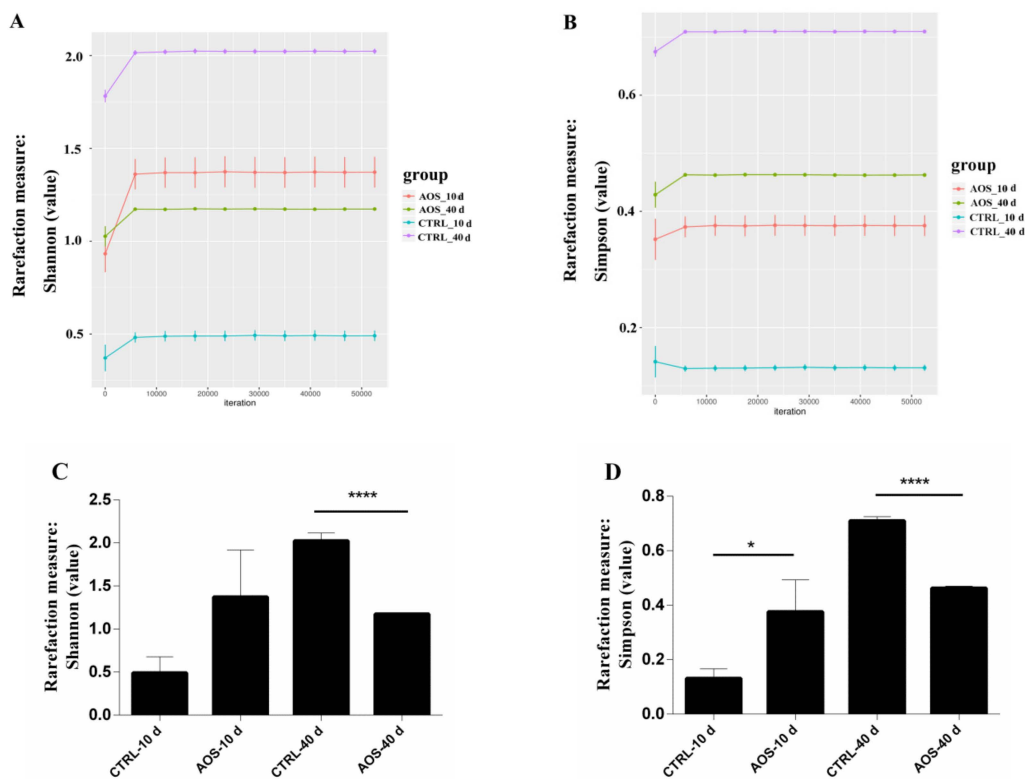 A
Rarefaction measure:
Shannon (value)
2.0
1.5
1.0
0.5
0
10000
20000
30000
40000
50000
iteration
group
AOS_10 d
AOS_40 d
CTRL_10 d
CTRL_40 d
B
Rarefaction measure:
Simpson (value)
0.6
0.4
0.2
0
10000
20000
30000
40000
50000
iteration
group
AOS_10 d
AOS_40 d
CTRL_10 d
CTRL_40 d
C
Rarefaction measure:
Shannon (value)
2.5
2.0
1.5
1.0
0.5
0.0
****
CTRL-10 d
AOS-10 d
CTRL-40 d
AOS-40 d
D
Rarefaction measure:
Simpson (value)
0.8
0.6
0.4
0.2
0.0
*
****
CTRL-10 d
AOS-10 d
CTRL-40 d
AOS-40 d